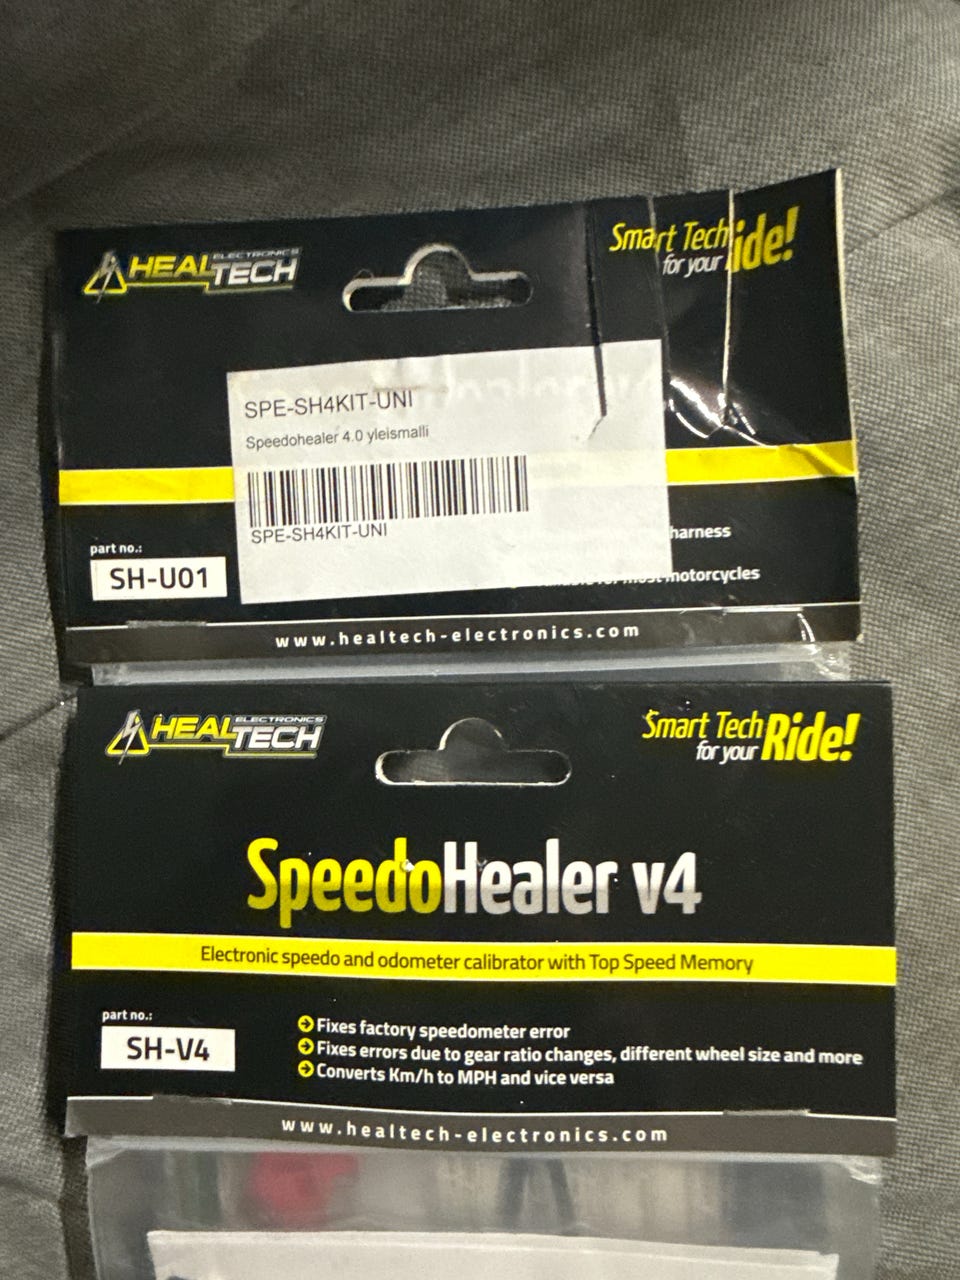 HEALTECH ELECTRONICS
Smart Tech
for your Ride!
SPE-SH4KIT-UNI
Speedohealer 4.0 yleismalli
SPE-SH4KIT-UNI
harness
part no.:
SH-U01
most motorcycles
www.healtech-electronics.com
HEALTECH ELECTRONICS
Smart Tech
for your Ride!
SpeedoHealer v4
Electronic speedo and odometer calibrator with Top Speed Memory
part no.:
SH-V4
Fixes factory speedometer error
Fixes errors due to gear ratio changes, different wheel size and more
Converts Km/h to MPH and vice versa
www.healtech-electronics.com